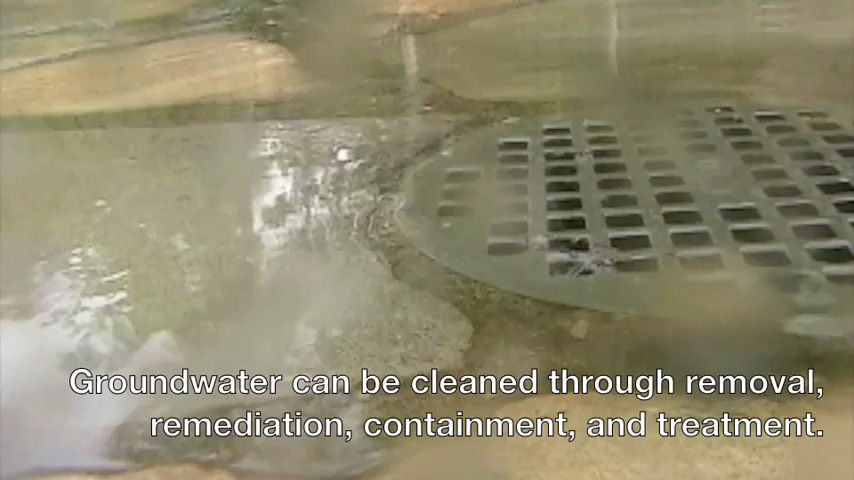 Groundwater can be cleaned through removal,
remediation, containment, and treatment.